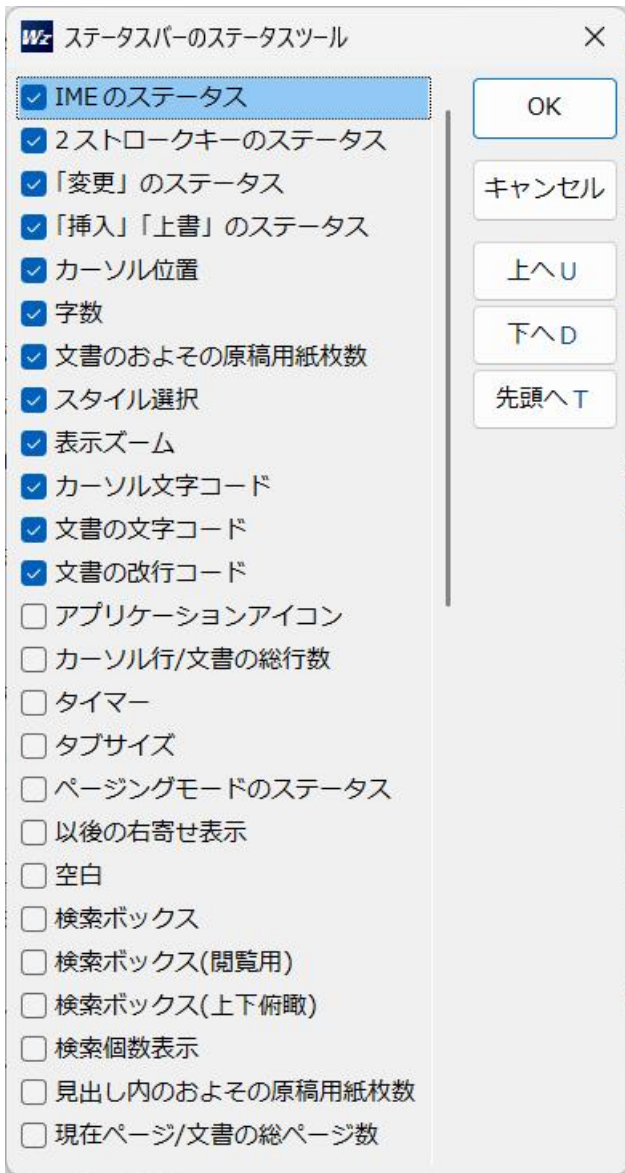 Wz ステータスバーのステータスツール
IMEのステータス
OK
2ストロークキーのステータス
「変更」のステータス
キャンセル
「挿入」「上書」のステータス
カーソル位置
上へ U
字数
下へ D
文書のおよその原稿用紙枚数
スタイル選択
先頭へ T
表示ズーム
カーソル文字コード
文書の文字コード
文書の改行コード
アプリケーションアイコン
カーソル行/文書の総行数
タイマー
タブサイズ
ページングモードのステータス
以後の右寄せ表示
空白
検索ボックス
検索ボックス(閲覧用)
検索ボックス(上下俯瞰)
検索個数表示
見出し内のおよその原稿用紙枚数
現在ページ/文書の総ページ数